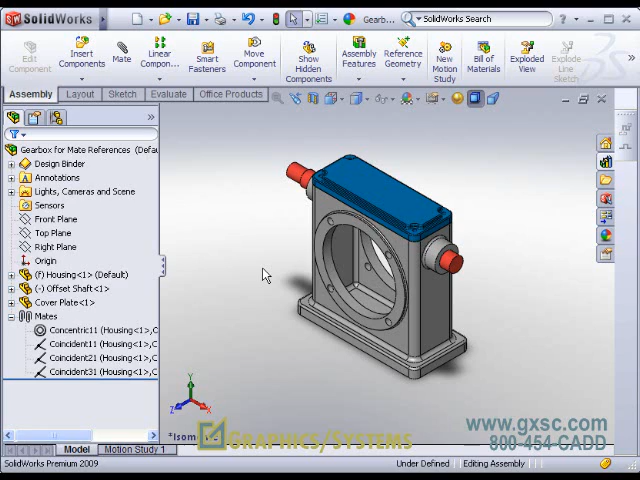 SolidWorks
Gearb...
SolidWorks Search
Edit Component
Insert Components
Mate
Linear Compon...
Smart Fasteners
Move Component
Show Hidden Components
Assembly Features
Reference Geometry
New Motion Study
Bill of Materials
Exploded View
Explode Line Sketch
Assembly
Layout
Sketch
Evaluate
Office Products
Gearbox for Mate References (Defau
Design Binder
Annotations
Lights, Cameras and Scene
Sensors
Front Plane
Top Plane
Right Plane
Origin
(f) Housing<1> (Default)
(-) Offset Shaft<1>
Cover Plate<1>
Mates
Concentric11 (Housing<1>,O
Coincident11 (Housing<1>,C
Coincident21 (Housing<1>,C
Coincident31 (Housing<1>,C
Y
Z
X
*Isom
GRAPHICS/SYSTEMS
www.gxsc.com
800-454-CADD
Model
Motion Study 1
SolidWorks Premium 2009
Under Defined
Editing Assembly